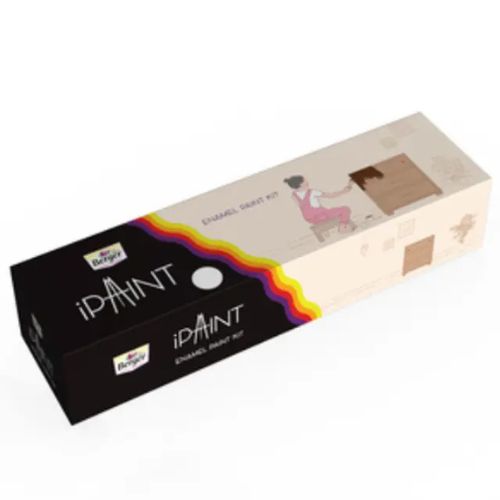 Berger
iPAINT
ENAMEL PAINT KIT
Berger
iPAINT
ENAMEL PAINT KIT